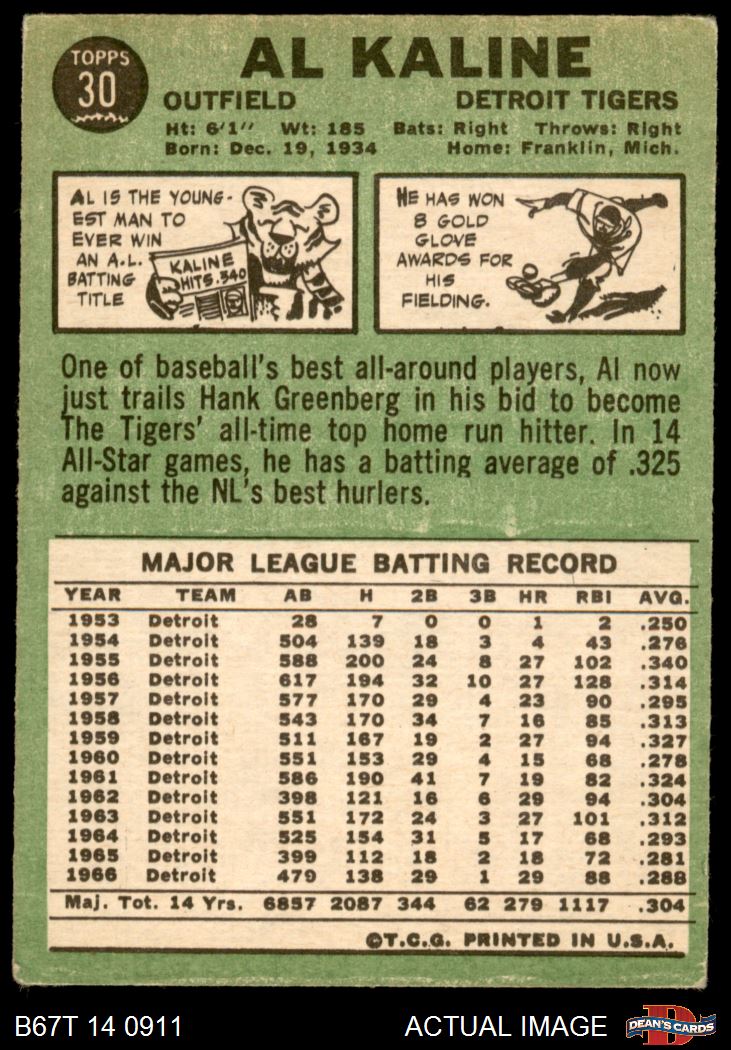 TOPPS
30
AL KALINE
OUTFIELD DETROIT TIGERS
Ht: 6'1" Wt: 185 Bats: Right Throws: Right
Born: Dec. 19, 1934 Home: Franklin, Mich.
AL IS THE YOUNG-
EST MAN TO
EVER WIN
AN A.L.
BATTING
TITLE
KALINE
HITS .340
HE HAS WON
8 GOLD
GLOVE
AWARDS FOR
HIS
FIELDING.
One of baseball's best all-around players, Al now
just trails Hank Greenberg in his bid to become
The Tigers' all-time top home run hitter. In 14
All-Star games, he has a batting average of .325
against the NL's best hurlers.
MAJOR LEAGUE BATTING RECORD
YEAR TEAM AB H 2B 3B HR RBI AVG.
1953 Detroit 28 7 0 0 1 2 .250
1954 Detroit 504 139 18 3 4 43 .276
1955 Detroit 588 200 24 8 27 102 .340
1956 Detroit 617 194 32 10 27 128 .314
1957 Detroit 577 170 29 4 23 90 .295
1958 Detroit 543 170 34 7 16 85 .313
1959 Detroit 511 167 19 2 27 94 .327
1960 Detroit 551 153 29 4 15 68 .278
1961 Detroit 586 190 41 7 19 82 .324
1962 Detroit 398 121 16 6 29 94 .304
1963 Detroit 551 172 24 3 27 101 .312
1964 Detroit 525 154 31 5 17 68 .293
1965 Detroit 399 112 18 2 18 72 .281
1966 Detroit 479 138 29 1 29 88 .288
Maj. Tot. 14 Yrs. 6857 2087 344 62 279 1117 .304
©T.C.G. PRINTED IN U.S.A.
B67T 14 0911 ACTUAL IMAGE D DEAN'S CARDS